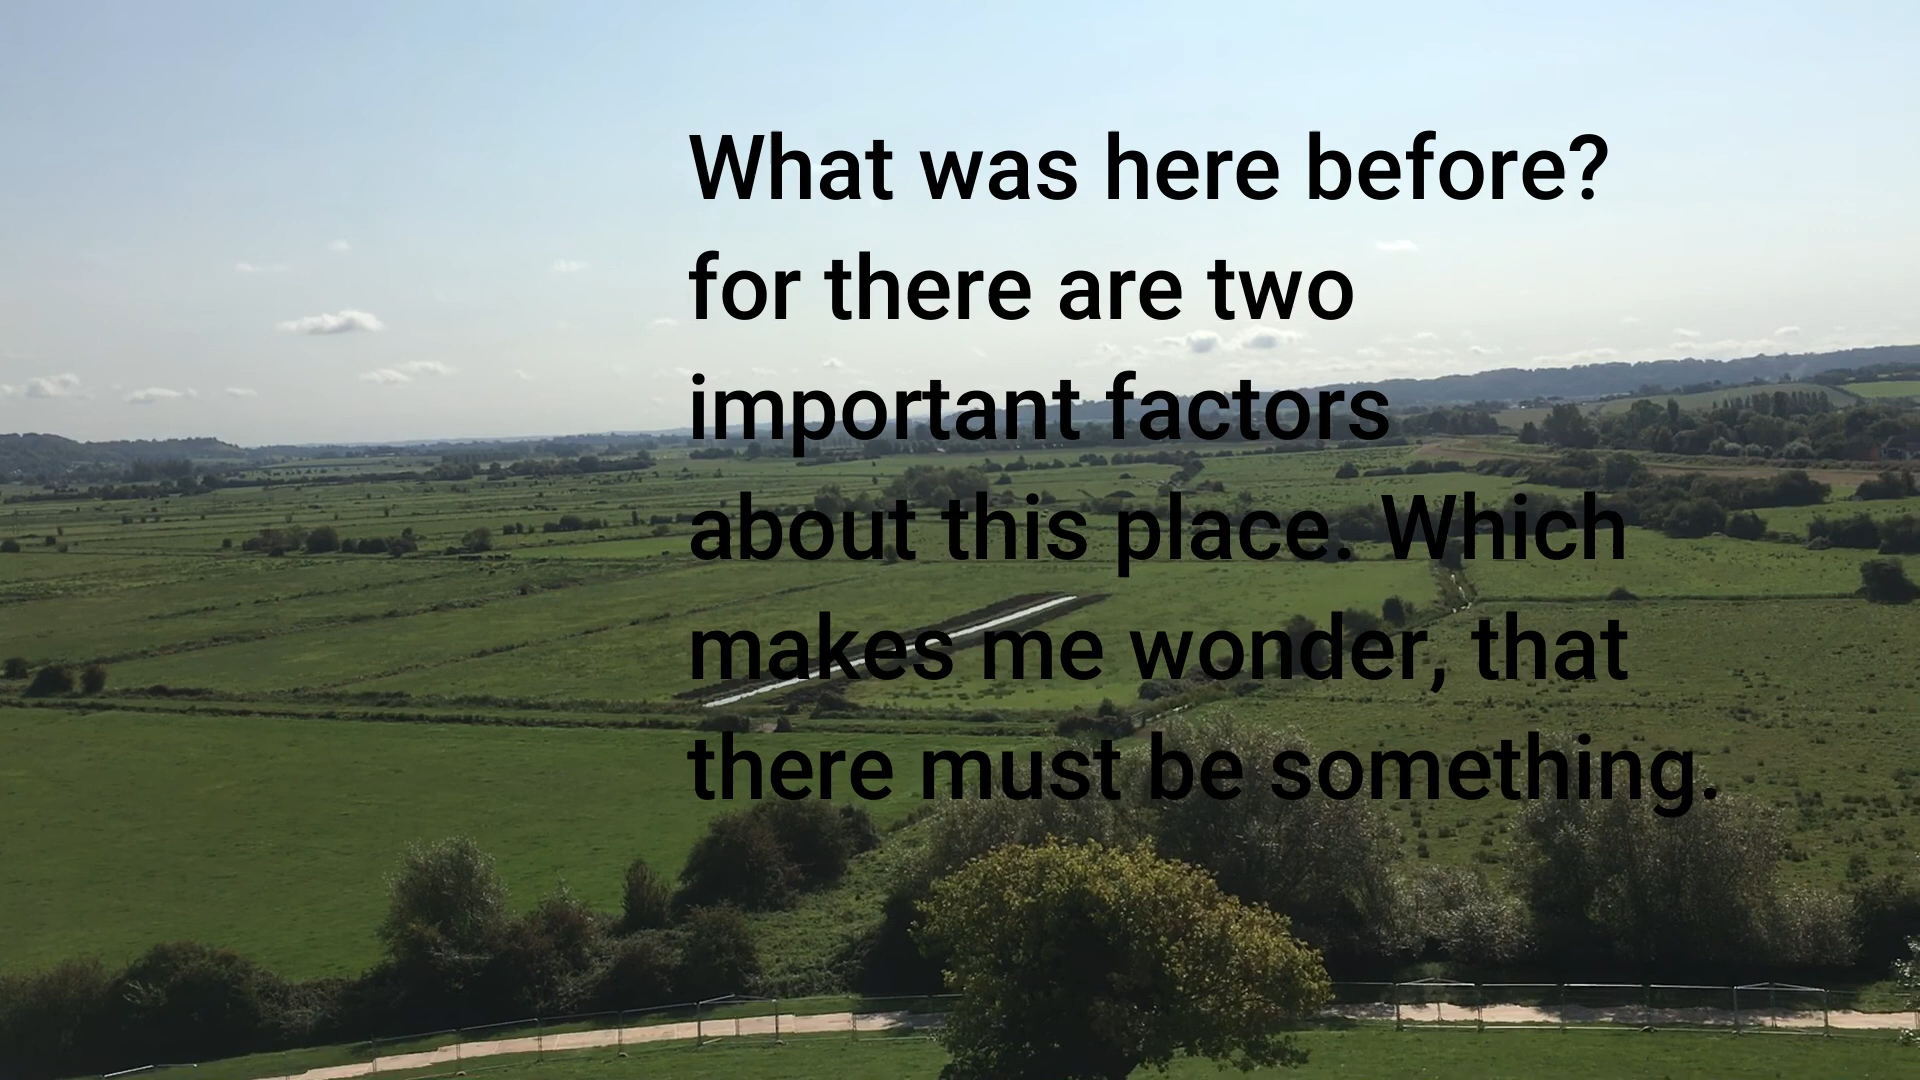 What was here before?
for there are two
important factors
about this place. Which
makes me wonder, that
there must be something.